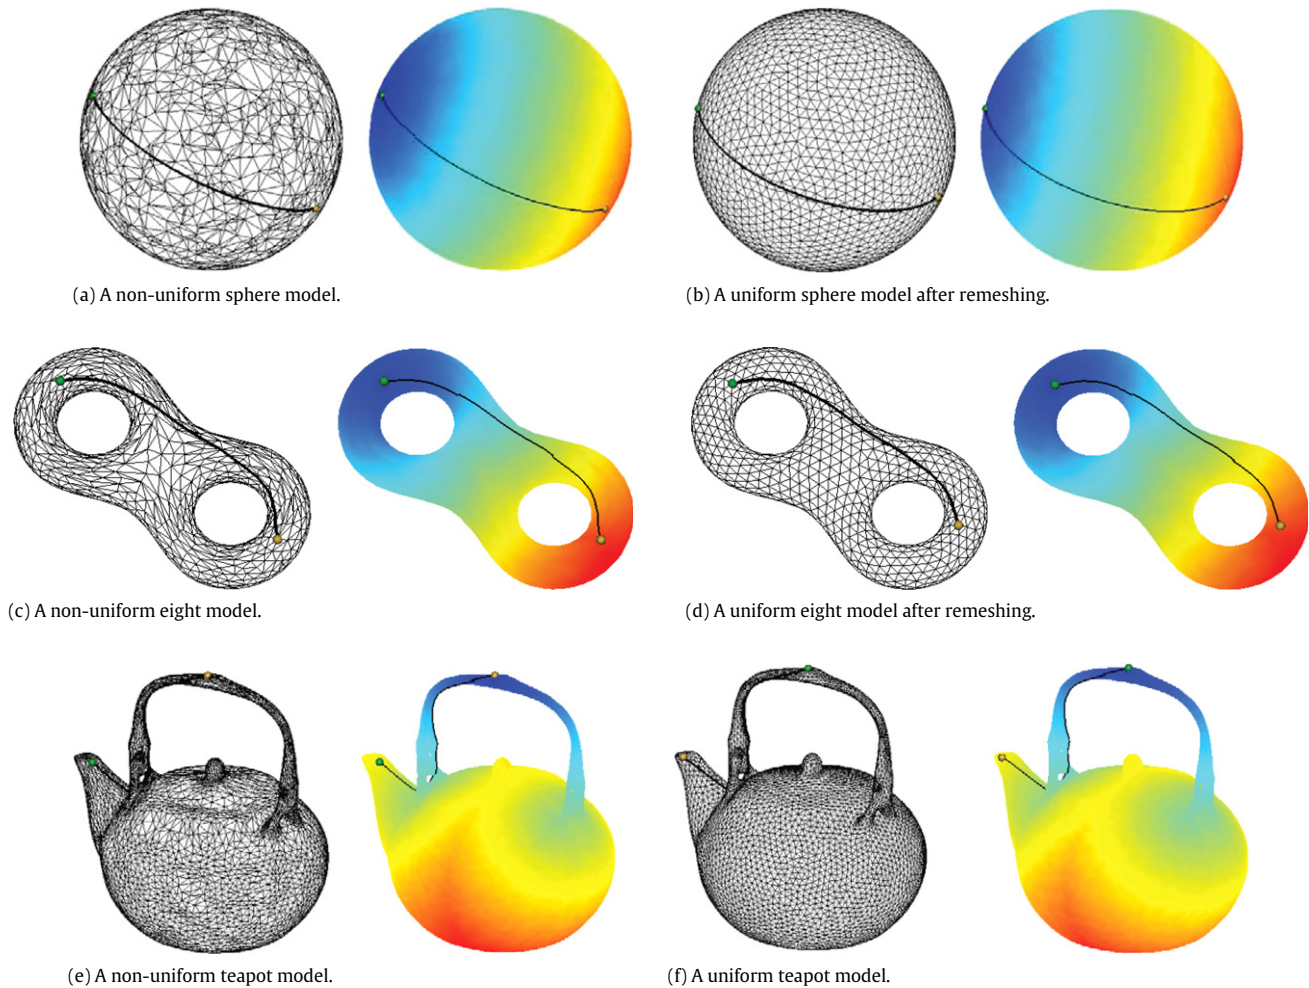 (a) A non-uniform sphere model.
(b) A uniform sphere model after remeshing.
(c) A non-uniform eight model.
(d) A uniform eight model after remeshing.
(e) A non-uniform teapot model.
(f) A uniform teapot model.